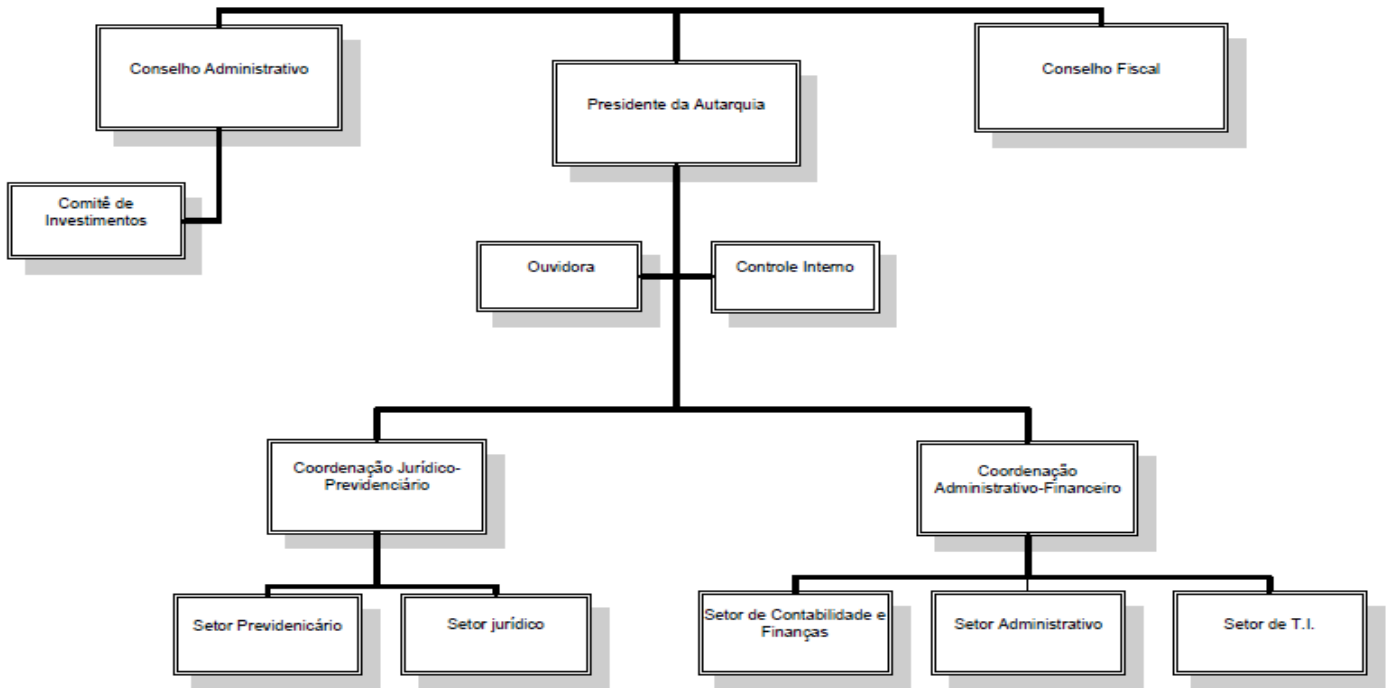 Conselho Administrativo
Presidente da Autarquia
Conselho Fiscal
Comitê de
Investimentos
Ouvidora
Controle Interno
Coordenação Jurídico-
Previdenciário
Coordenação
Administrativo-Financeiro
Setor Previdenicário
Setor jurídico
Setor de Contabilidade e
Finanças
Setor Administrativo
Setor de T.I.